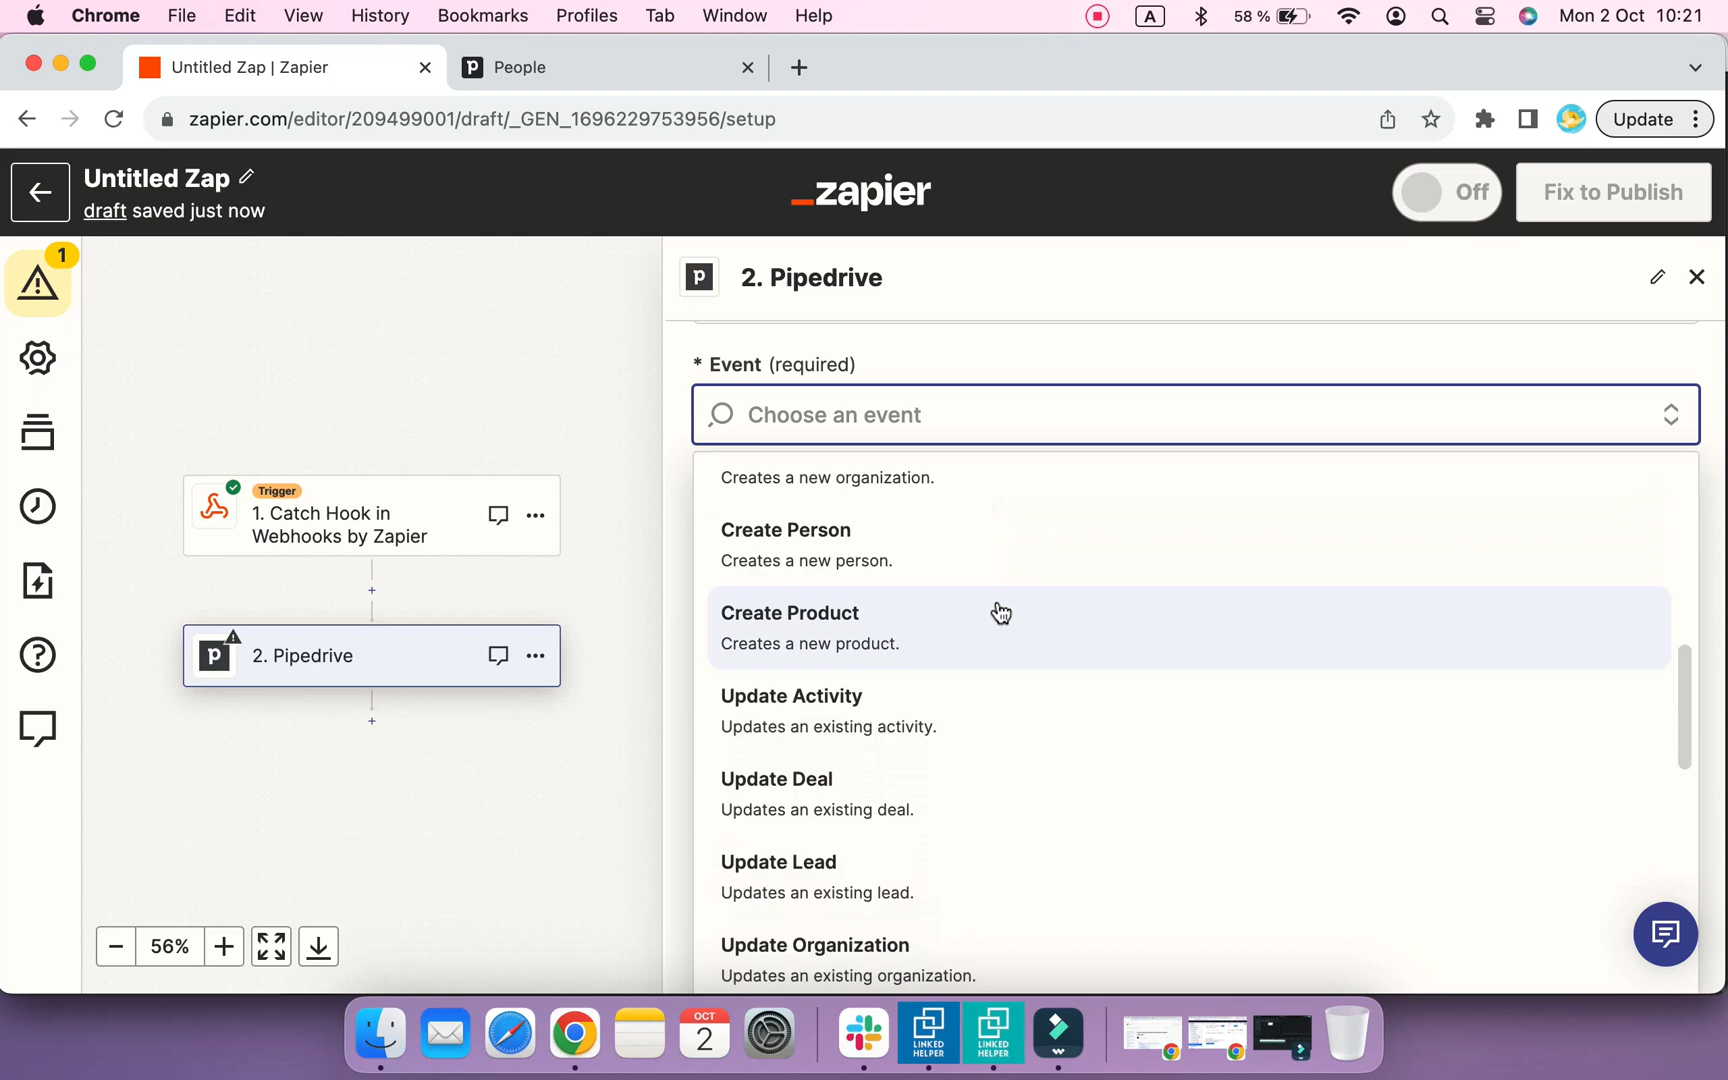 Chrome File Edit View History Bookmarks Profiles Tab Window Help A 58 % Mon 2 Oct 10:21
Untitled Zap | Zapier
People
zapier.com/editor/209499001/draft/_GEN_1696229753956/setup
Update
Untitled Zap
draft saved just now
_zapier
Off
Fix to Publish
1
Trigger
1. Catch Hook in
Webhooks by Zapier
p
2. Pipedrive
56%
p
2. Pipedrive
* Event (required)
Choose an event
Creates a new organization.
Create Person
Creates a new person.
Create Product
Creates a new product.
Update Activity
Updates an existing activity.
Update Deal
Updates an existing deal.
Update Lead
Updates an existing lead.
Update Organization
Updates an existing organization.
OCT
2
LINKED
HELPER
LINKED
HELPER